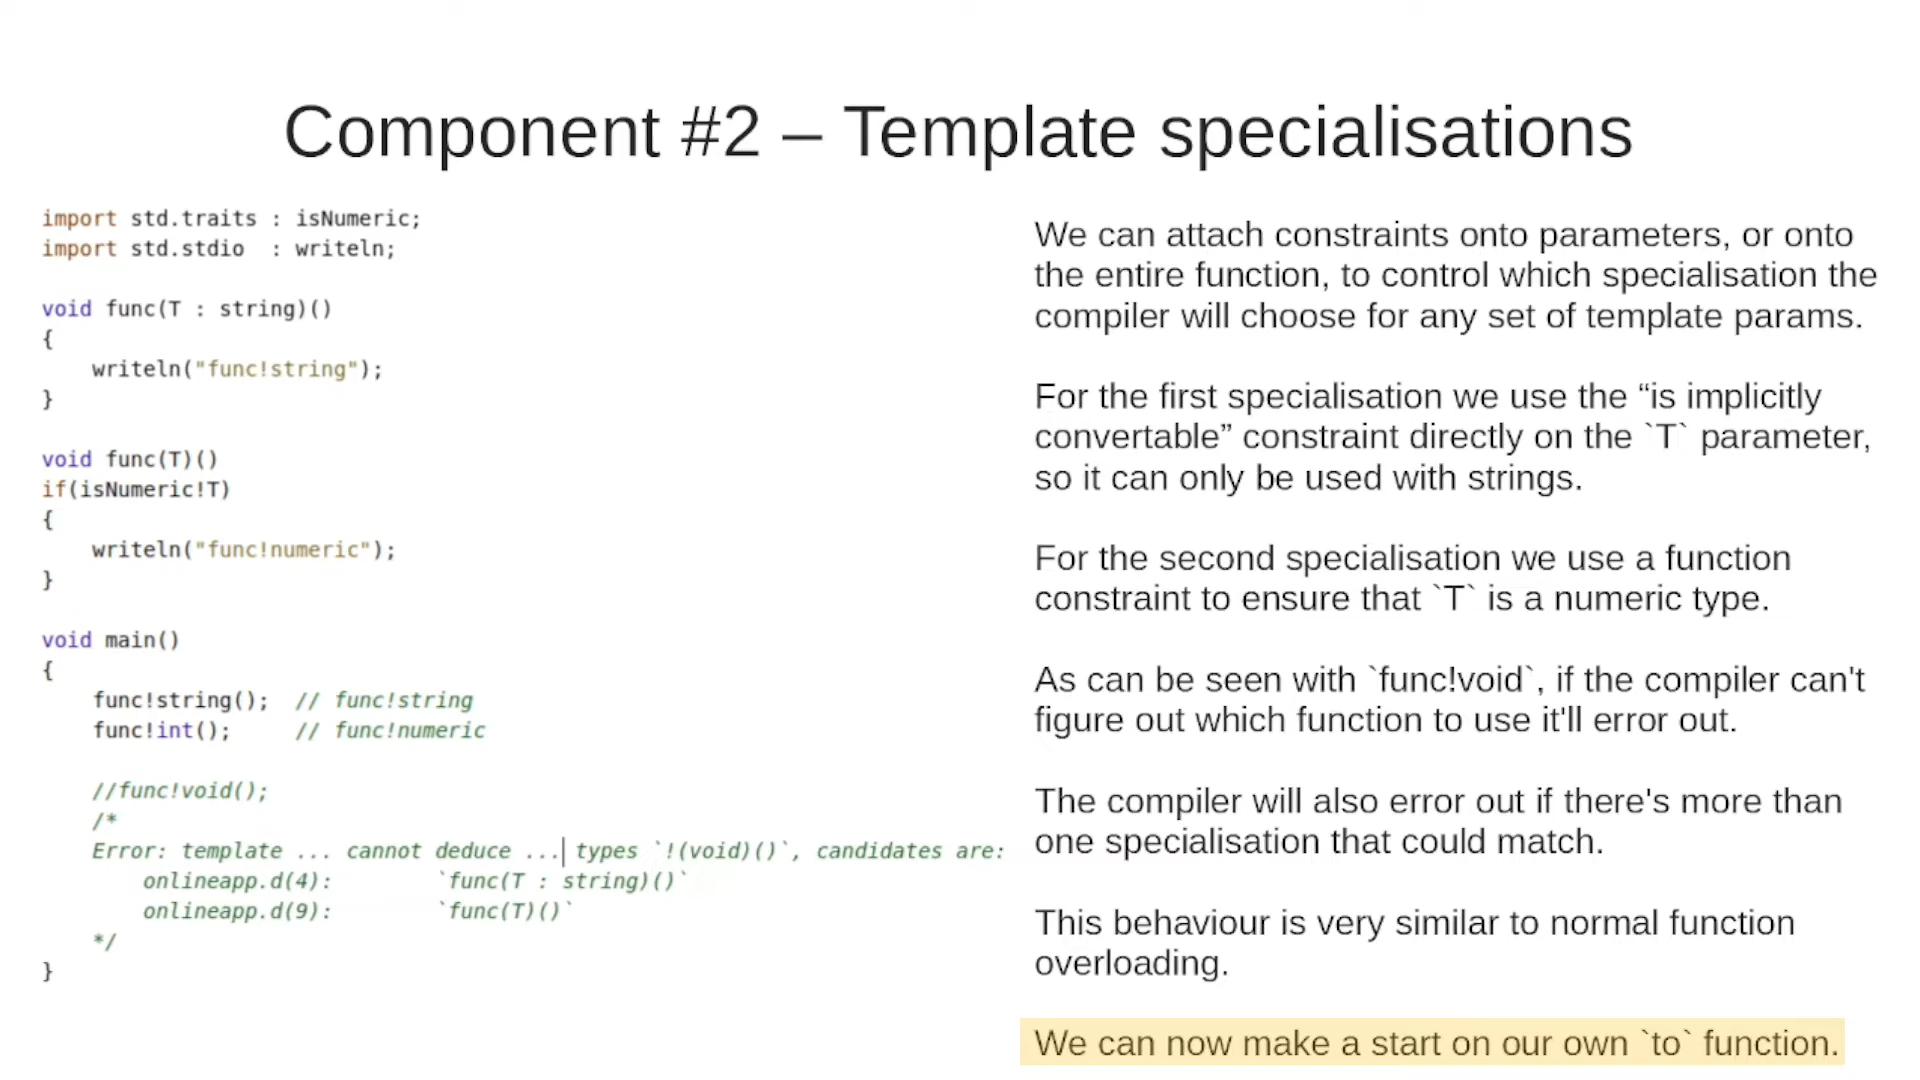 Component #2 – Template specialisations
import std.traits : isNumeric;
import std.stdio  : writeln;
void func(T : string)()
{
    writeln("func!string");
}
void func(T)()
if(isNumeric!T)
{
    writeln("func!numeric");
}
void main()
{
    func!string();  // func!string
    func!int();     // func!numeric
    //func!void();
    /*
    Error: template ... cannot deduce ... types `!(void)()`, candidates are:
        onlineapp.d(4):        `func(T : string)()`
        onlineapp.d(9):        `func(T)()`
    */
}
We can attach constraints onto parameters, or onto
the entire function, to control which specialisation the
compiler will choose for any set of template params.
For the first specialisation we use the “is implicitly
convertable” constraint directly on the `T` parameter,
so it can only be used with strings.
For the second specialisation we use a function
constraint to ensure that `T` is a numeric type.
As can be seen with `func!void`, if the compiler can't
figure out which function to use it'll error out.
The compiler will also error out if there's more than
one specialisation that could match.
This behaviour is very similar to normal function
overloading.
We can now make a start on our own `to` function.